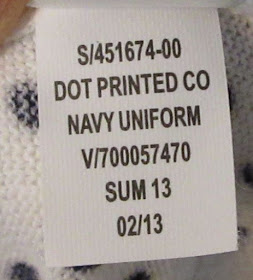 S/451674-00
DOT PRINTED CO
NAVY UNIFORM
V/700057470
SUM 13
02/13